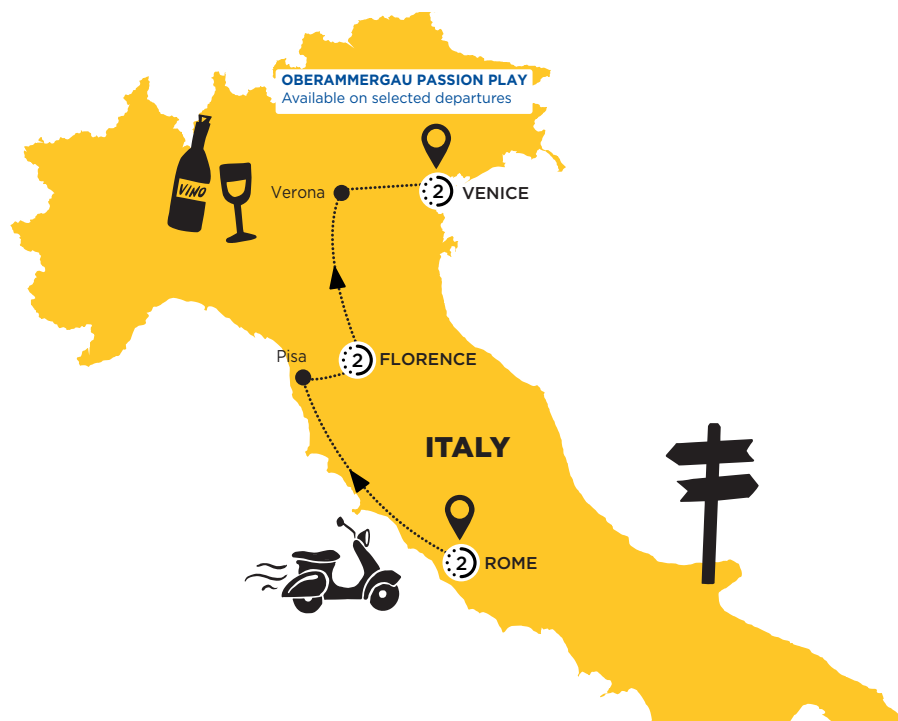 OBERAMMERGAU PASSION PLAY
Available on selected departures
VINO
Verona
2 VENICE
Pisa
2 FLORENCE
ITALY
2 ROME